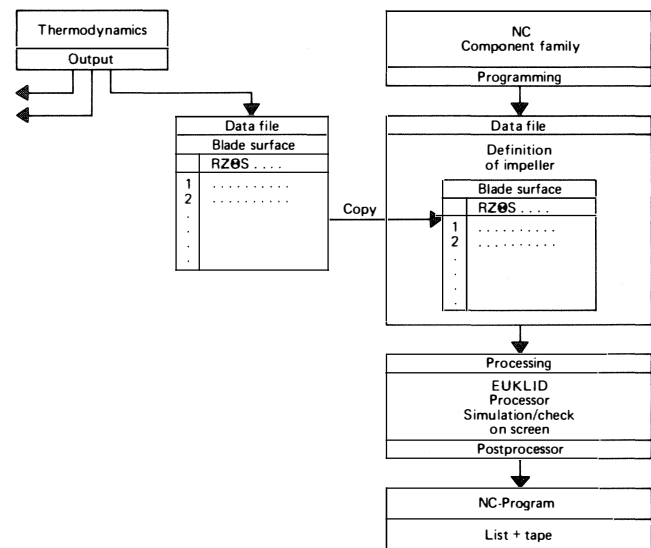 Thermodynamics
Output
Data file
Blade surface
RZΘS . . . .
1 . . . . . . . . . .
2 . . . . . . . . . .
.
.
.
.
Copy
NC
Component family
Programming
Data file
Definition
of impeller
Blade surface
RZΘS . . . .
1 . . . . . . . . . .
2 . . . . . . . . . .
.
.
.
.
Processing
EUKLID
Processor
Simulation/check
on screen
Postprocessor
NC-Program
List + tape